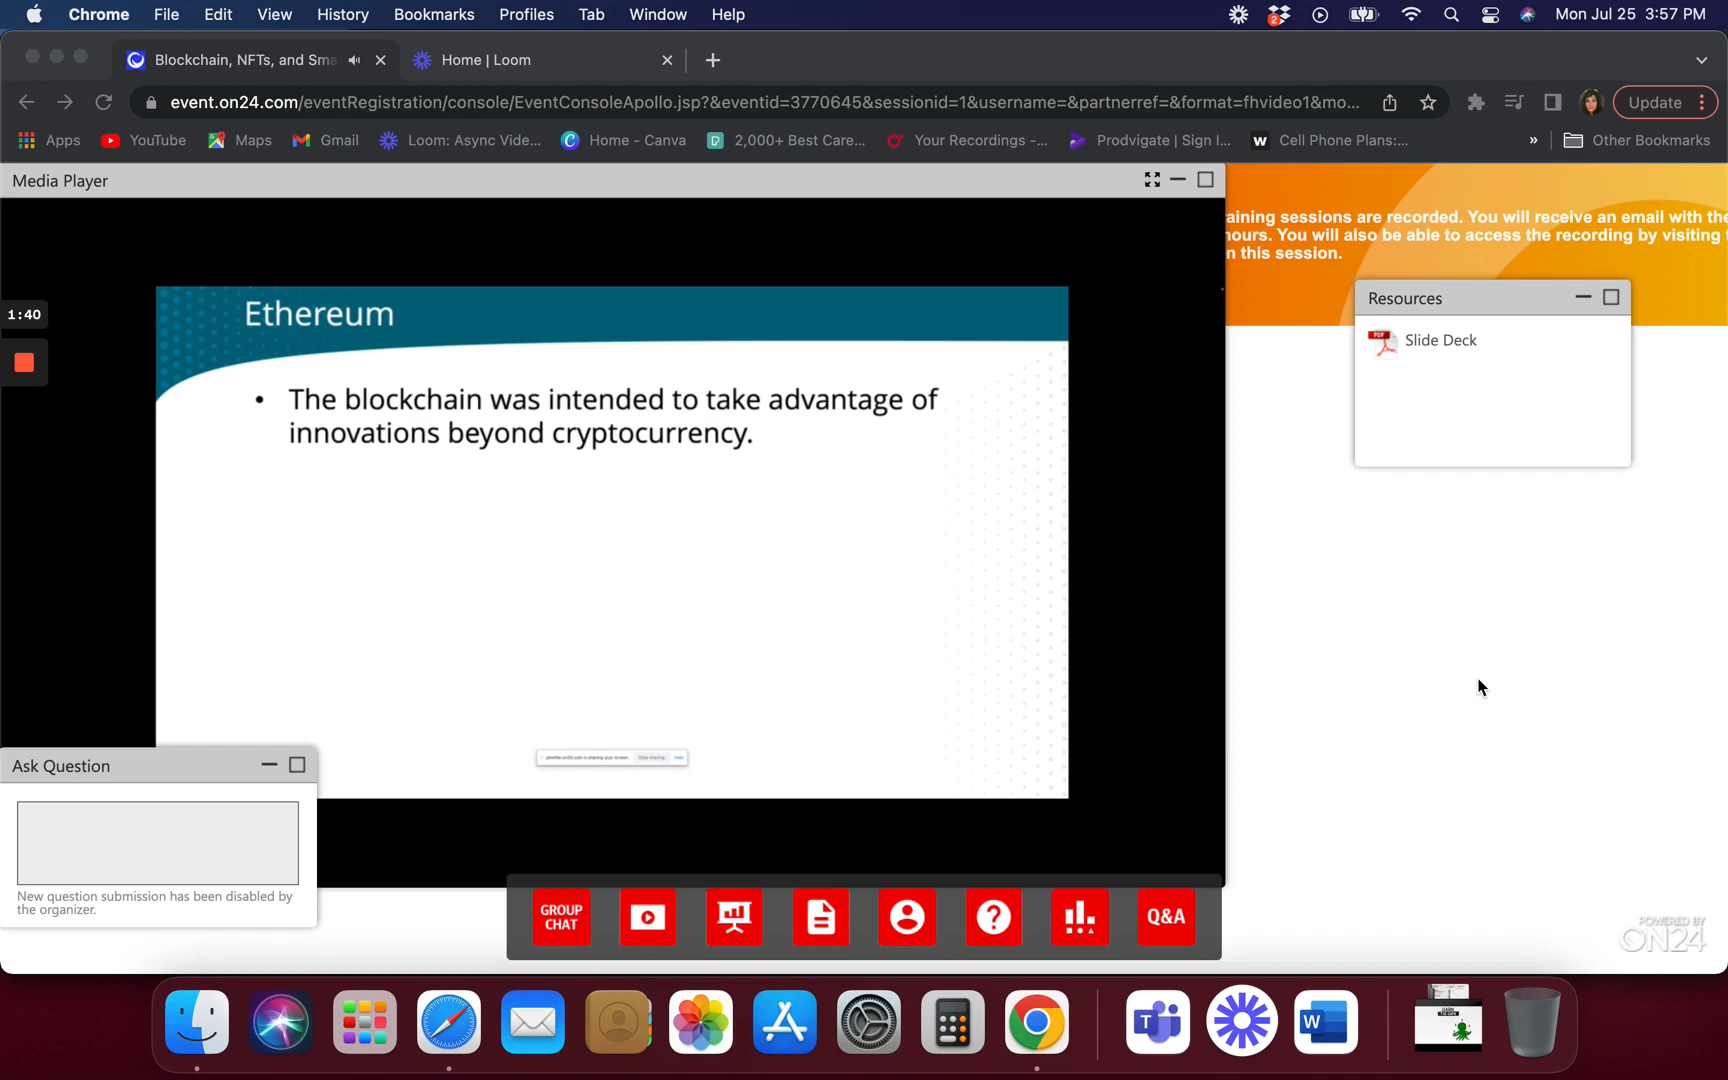 Chrome File Edit View History Bookmarks Profiles Tab Window Help
2
Mon Jul 25 3:57 PM
Blockchain, NFTs, and Sma
Home | Loom
event.on24.com/eventRegistration/console/EventConsoleApollo.jsp?&eventid=3770645&sessionid=1&username=&partnerref=&format=fhvideo1&mo...
Update
Apps YouTube Maps Gmail Loom: Async Vide... Home - Canva 2,000+ Best Care... Your Recordings -... Prodvigate | Sign I... Cell Phone Plans:... » Other Bookmarks
Media Player
aining sessions are recorded. You will receive an email with the
hours. You will also be able to access the recording by visiting
n this session.
Resources
Slide Deck
1:40
Ethereum
• The blockchain was intended to take advantage of
innovations beyond cryptocurrency.
Stop sharing
Ask Question
New question submission has been disabled by
the organizer.
GROUP
CHAT
Q&A
POWERED BY
ON24